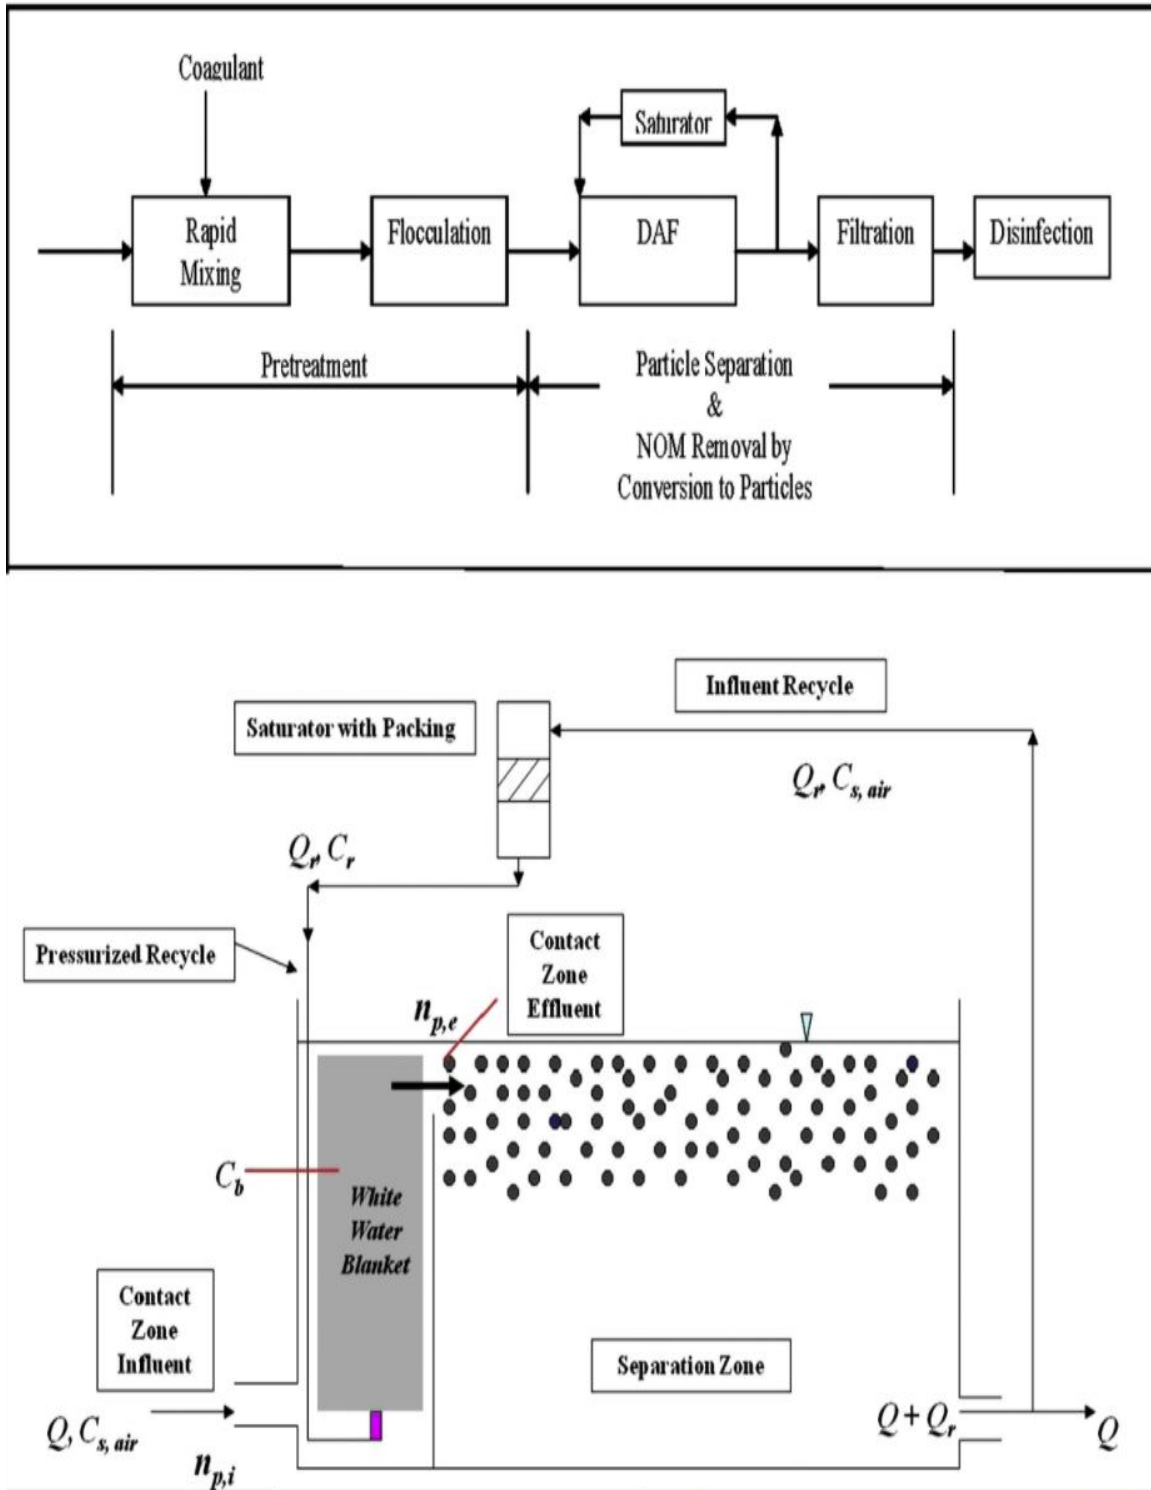 Coagulant
Saturator
Rapid
Mixing
Flocculation
DAF
Filtration
Disinfection
Pretreatment
Particle Separation
&
NOM Removal by
Conversion to Particles
Influent Recycle
Saturator with Packing
Qr, Cs, air
Qr, Cr
Pressurized Recycle
Contact
Zone
Effluent
np,e
Cb
White
Water
Blanket
Contact
Zone
Influent
Separation Zone
Q, Cs, air
np,i
Q + Qr
Q